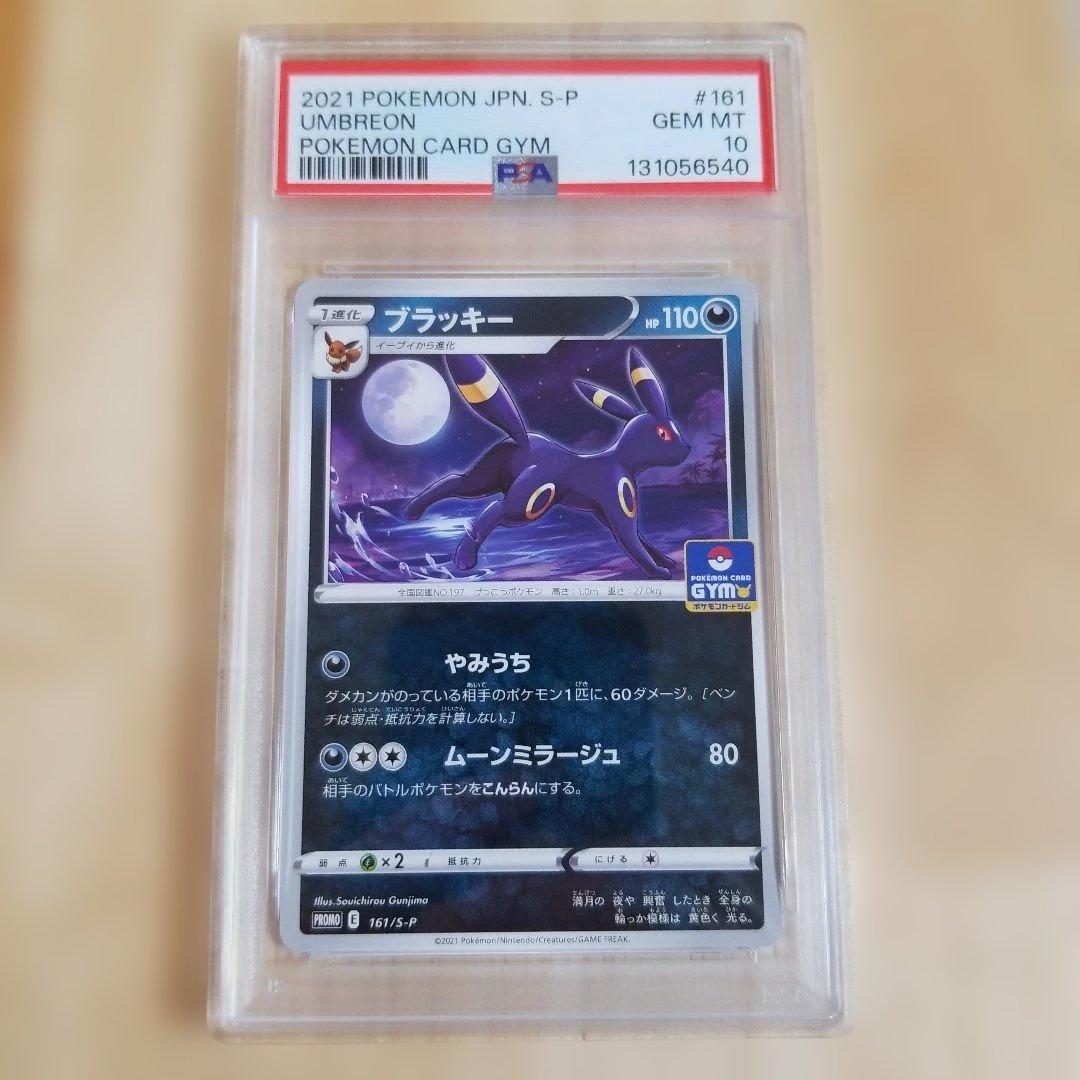 2021 POKEMON JPN. S-P #161
UMBREON GEM MT
POKEMON CARD GYM 10
PSA 131056540
1進化 ブラッキー HP 110
イーブイから進化
POKÉMON CARD
GYM
ポケモンカードジム
全国図鑑NO.197 げっこうポケモン 高さ:1.0m 重さ:27.0kg
やみうち
ダメカンがのっている相手のポケモン1匹に、60ダメージ。[ベン
チは弱点・抵抗力を計算しない。]
ムーンミラージュ 80
相手のバトルポケモンをこんらんにする。
弱点 ×2 抵抗力 にげる
Illus.Souichirou Gunjima
満月の 夜や 興奮 したとき 全身の
輪っか模様は 黄色く 光る。
PROMO E 161/S-P
©2021 Pokémon/Nintendo/Creatures/GAME FREAK.